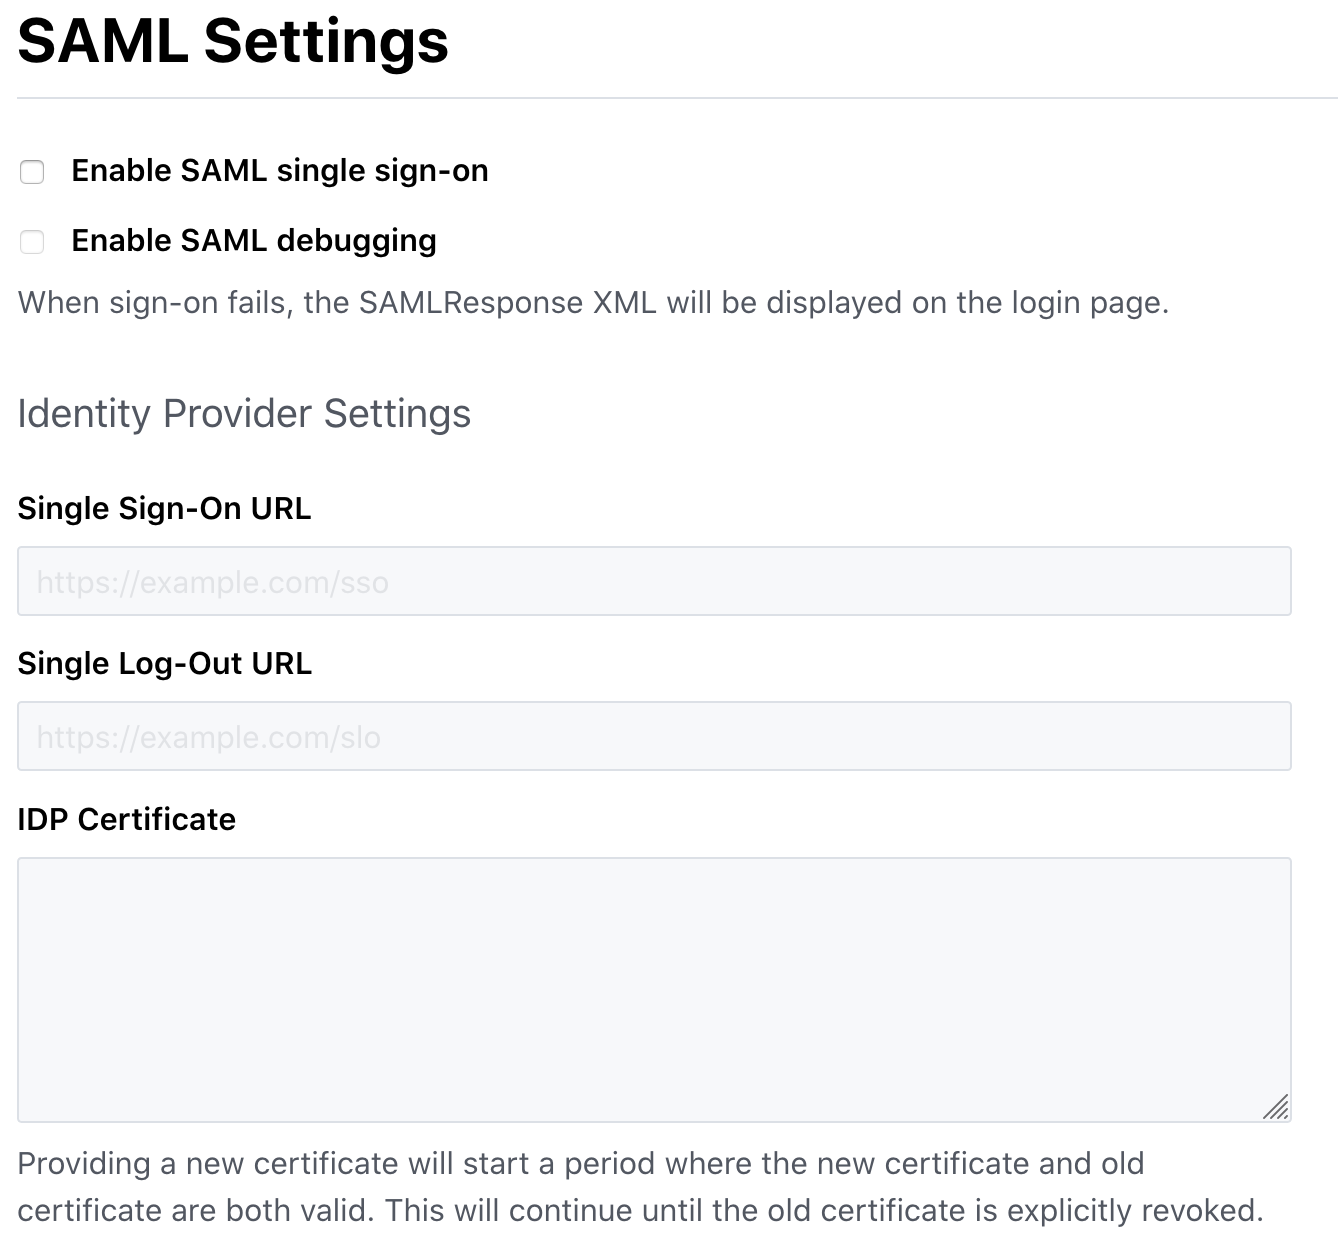 SAML Settings
Enable SAML single sign-on
Enable SAML debugging
When sign-on fails, the SAMLResponse XML will be displayed on the login page.
Identity Provider Settings
Single Sign-On URL
https://example.com/sso
Single Log-Out URL
https://example.com/slo
IDP Certificate
Providing a new certificate will start a period where the new certificate and old
certificate are both valid. This will continue until the old certificate is explicitly revoked.